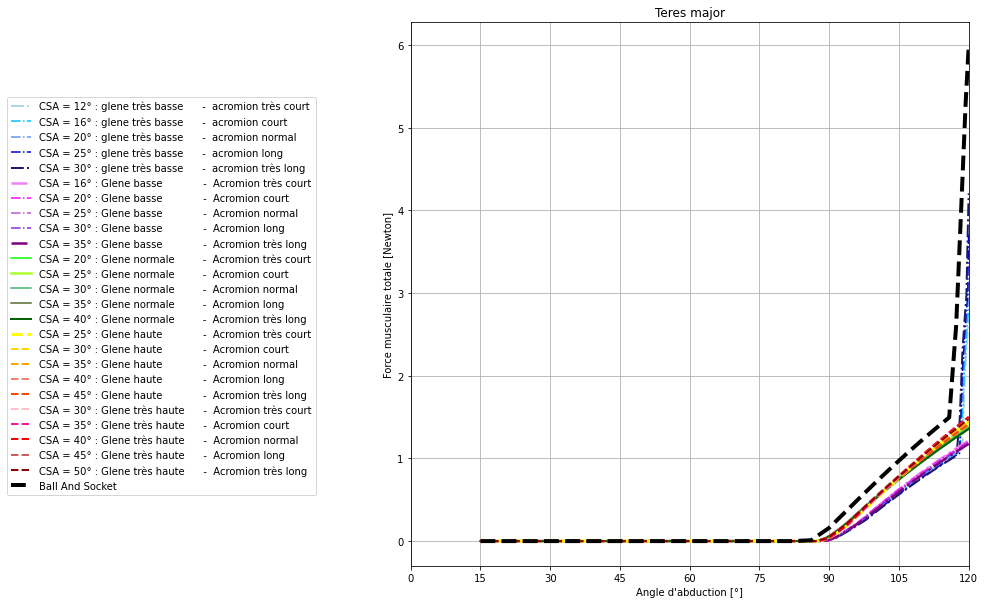 Teres major
CSA = 12° : glene très basse - acromion très court
CSA = 16° : glene très basse - acromion court
CSA = 20° : glene très basse - acromion normal
CSA = 25° : glene très basse - acromion long
CSA = 30° : glene très basse - acromion très long
CSA = 16° : Glene basse - Acromion très court
CSA = 20° : Glene basse - Acromion court
CSA = 25° : Glene basse - Acromion normal
CSA = 30° : Glene basse - Acromion long
CSA = 35° : Glene basse - Acromion très long
CSA = 20° : Glene normale - Acromion très court
CSA = 25° : Glene normale - Acromion court
CSA = 30° : Glene normale - Acromion normal
CSA = 35° : Glene normale - Acromion long
CSA = 40° : Glene normale - Acromion très long
CSA = 25° : Glene haute - Acromion très court
CSA = 30° : Glene haute - Acromion court
CSA = 35° : Glene haute - Acromion normal
CSA = 40° : Glene haute - Acromion long
CSA = 45° : Glene haute - Acromion très long
CSA = 30° : Glene très haute - Acromion très court
CSA = 35° : Glene très haute - Acromion court
CSA = 40° : Glene très haute - Acromion normal
CSA = 45° : Glene très haute - Acromion long
CSA = 50° : Glene très haute - Acromion très long
Ball And Socket
Force musculaire totale [Newton]
6
5
4
3
2
1
0
0 15 30 45 60 75 90 105 120
Angle d'abduction [°]